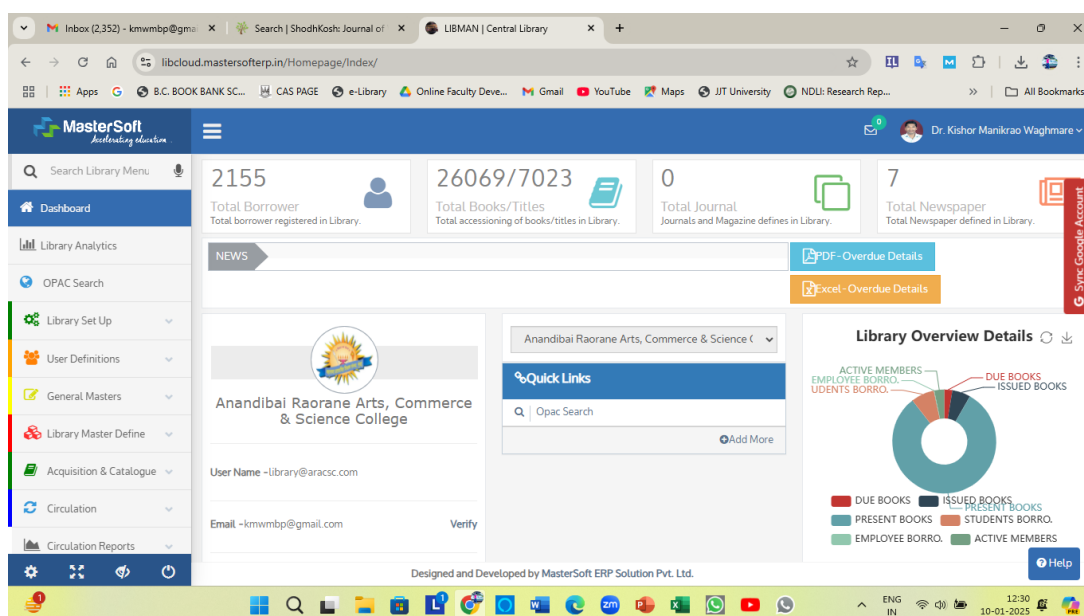 Inbox (2,352) - kmwmbp@gma
Search | ShodhKosh: Journal of
LIBMAN | Central Library
libcloud.mastersofterp.in/Homepage/Index/
Apps
B.C. BOOK BANK SC...
CAS PAGE
e-Library
Online Faculty Deve...
Gmail
YouTube
Maps
JJT University
NDLI: Research Rep...
All Bookmarks
MasterSoft
Accelerating education
0
Dr. Kishor Manikrao Waghmare
Search Library Menu
Dashboard
Library Analytics
OPAC Search
Library Set Up
User Definitions
General Masters
Library Master Define
Acquisition & Catalogue
Circulation
Circulation Reports
2155
Total Borrower
Total borrower registered in Library.
26069/7023
Total Books/Titles
Total accessioning of books/titles in Library.
0
Total Journal
Journals and Magazine defines in Library.
7
Total Newspaper
Total Newspaper defined in Library.
Sync Google Account
NEWS
PDF-Overdue Details
Excel-Overdue Details
Anandibai Raorane Arts, Commerce
& Science College
User Name -library@aracsc.com
Email -kmwmbp@gmail.com
Verify
Anandibai Raorane Arts, Commerce & Science (
Quick Links
Opac Search
Add More
Library Overview Details
ACTIVE MEMBERS
EMPLOYEE BORRO.
UDENTS BORRO.
DUE BOOKS
ISSUED BOOKS
PRESENT BOOKS
DUE BOOKS
ISSUED BOOKS
PRESENT BOOKS
STUDENTS BORRO.
EMPLOYEE BORRO.
ACTIVE MEMBERS
Help
Designed and Developed by MasterSoft ERP Solution Pvt. Ltd.
ENG
IN
12:30
10-01-2025